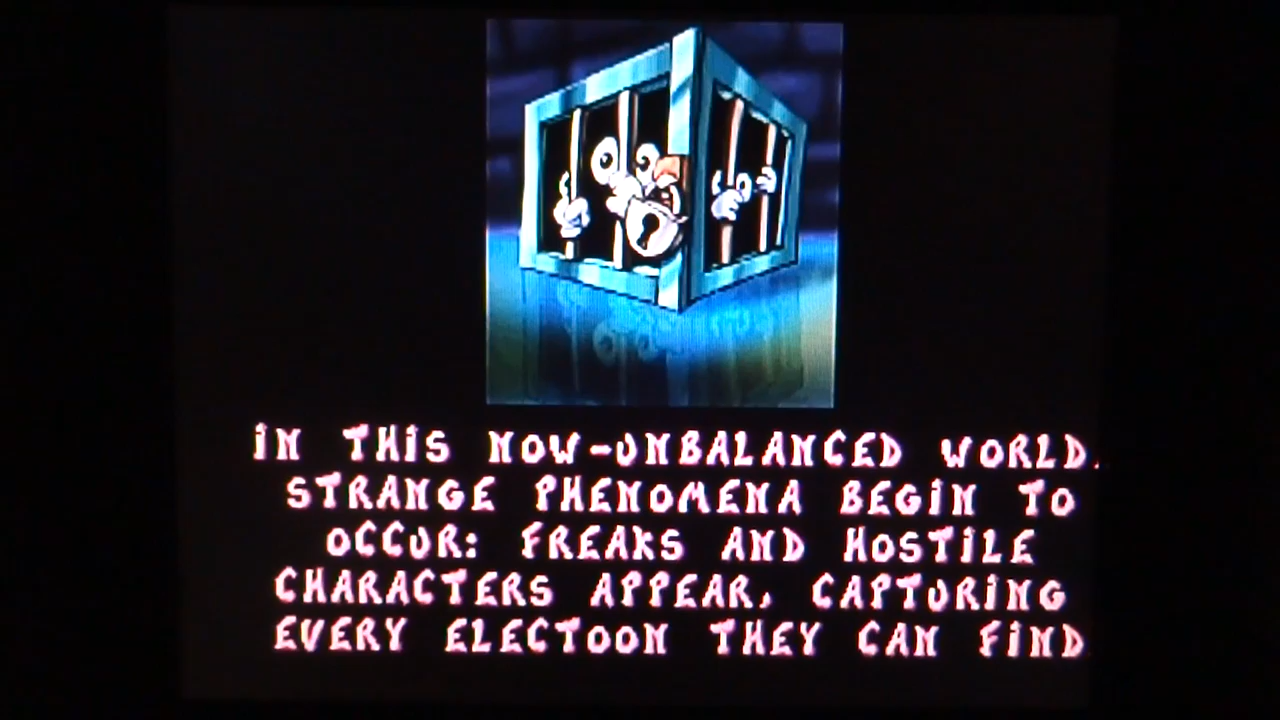 IN THIS NOW-UNBALANCED WORLD,
STRANGE PHENOMENA BEGIN TO
OCCUR: FREAKS AND HOSTILE
CHARACTERS APPEAR, CAPTURING
EVERY ELECTOON THEY CAN FIND